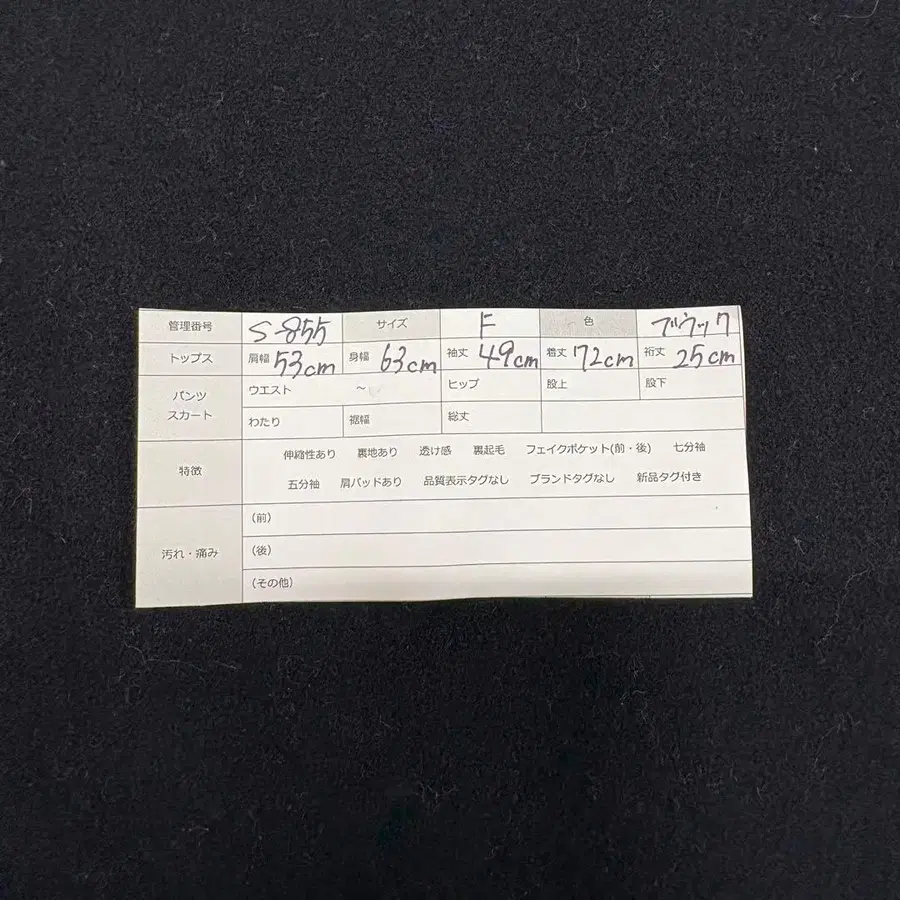 管理番号 S-855 サイズ F 色 ブラック
トップス 肩幅 53cm 身幅 63cm 袖丈 49cm 着丈 72cm 裄丈 25cm
パンツ スカート ウエスト ～ ヒップ 股上 股下
わたり 裾幅 総丈
特徴 伸縮性あり 裏地あり 透け感 裏起毛 フェイクポケット(前・後) 七分袖
五分袖 肩パッドあり 品質表示タグなし ブランドタグなし 新品タグ付き
汚れ・痛み (前)
(後)
(その他)